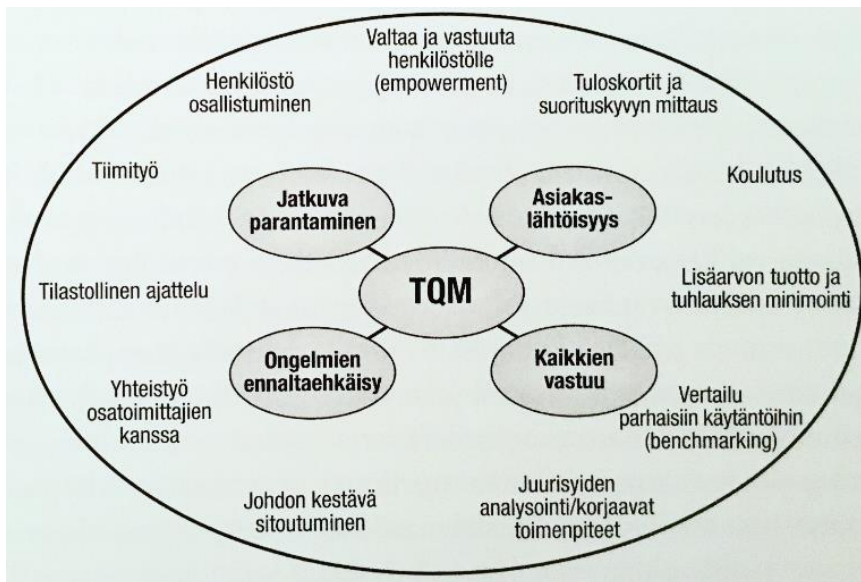 Valtaa ja vastuuta
henkilöstölle
(empowerment)
Henkilöstö
osallistuminen
Tuloskortit ja
suorituskyvyn mittaus
Tiimityö
Koulutus
Jatkuva
parantaminen
Asiakas-
lähtöisyys
Tilastollinen ajattelu
TQM
Lisäarvon tuotto ja
tuhlauksen minimointi
Ongelmien
ennaltaehkäisy
Kaikkien
vastuu
Yhteistyö
osatoimittajien
kanssa
Vertailu
parhaisiin käytäntöihin
(benchmarking)
Johdon kestävä
sitoutuminen
Juurisyiden
analysointi/korjaavat
toimenpiteet